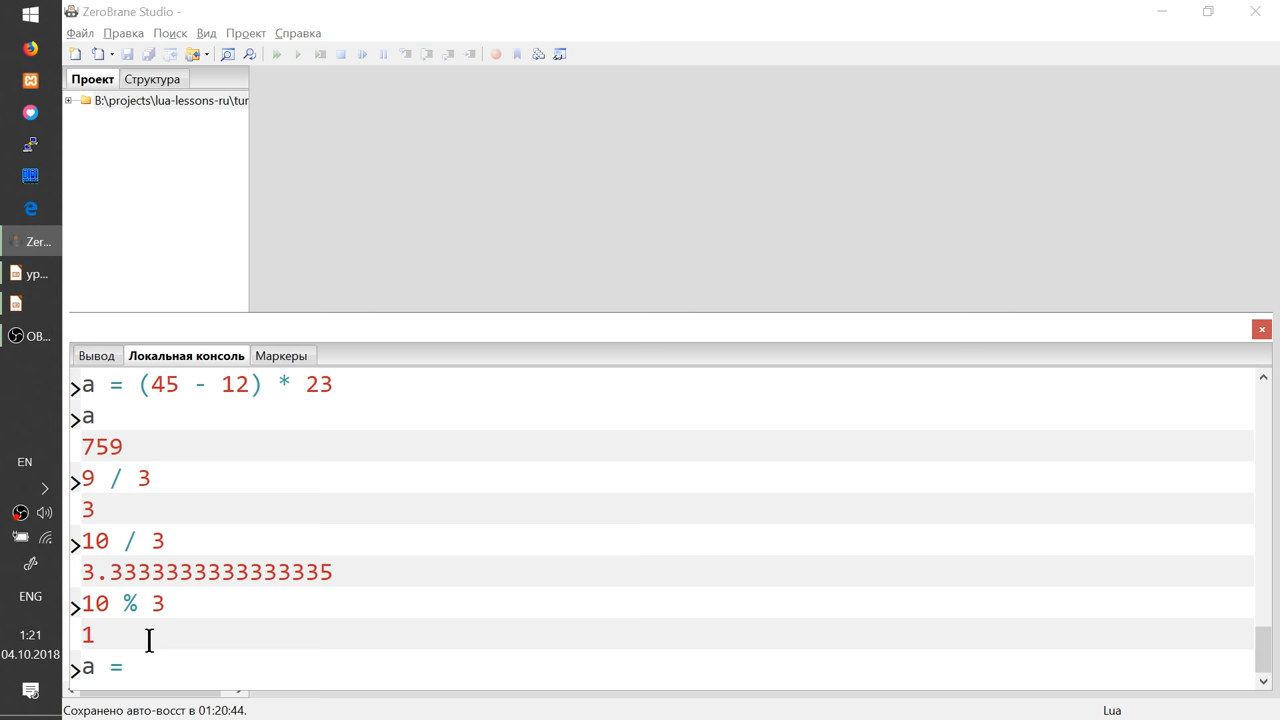 ZeroBrane Studio -
Файл Правка Поиск Вид Проект Справка
Проект Структура
B:\projects\lua-lessons-ru\tur
Zer...
ур...
OB...
Вывод Локальная консоль Маркеры
>a = (45 - 12) * 23
>a
759
>9 / 3
3
>10 / 3
3.3333333333333335
>10 % 3
1
>a =
EN
ENG
1:21
04.10.2018
Сохранено авто-восст в 01:20:44.
Lua